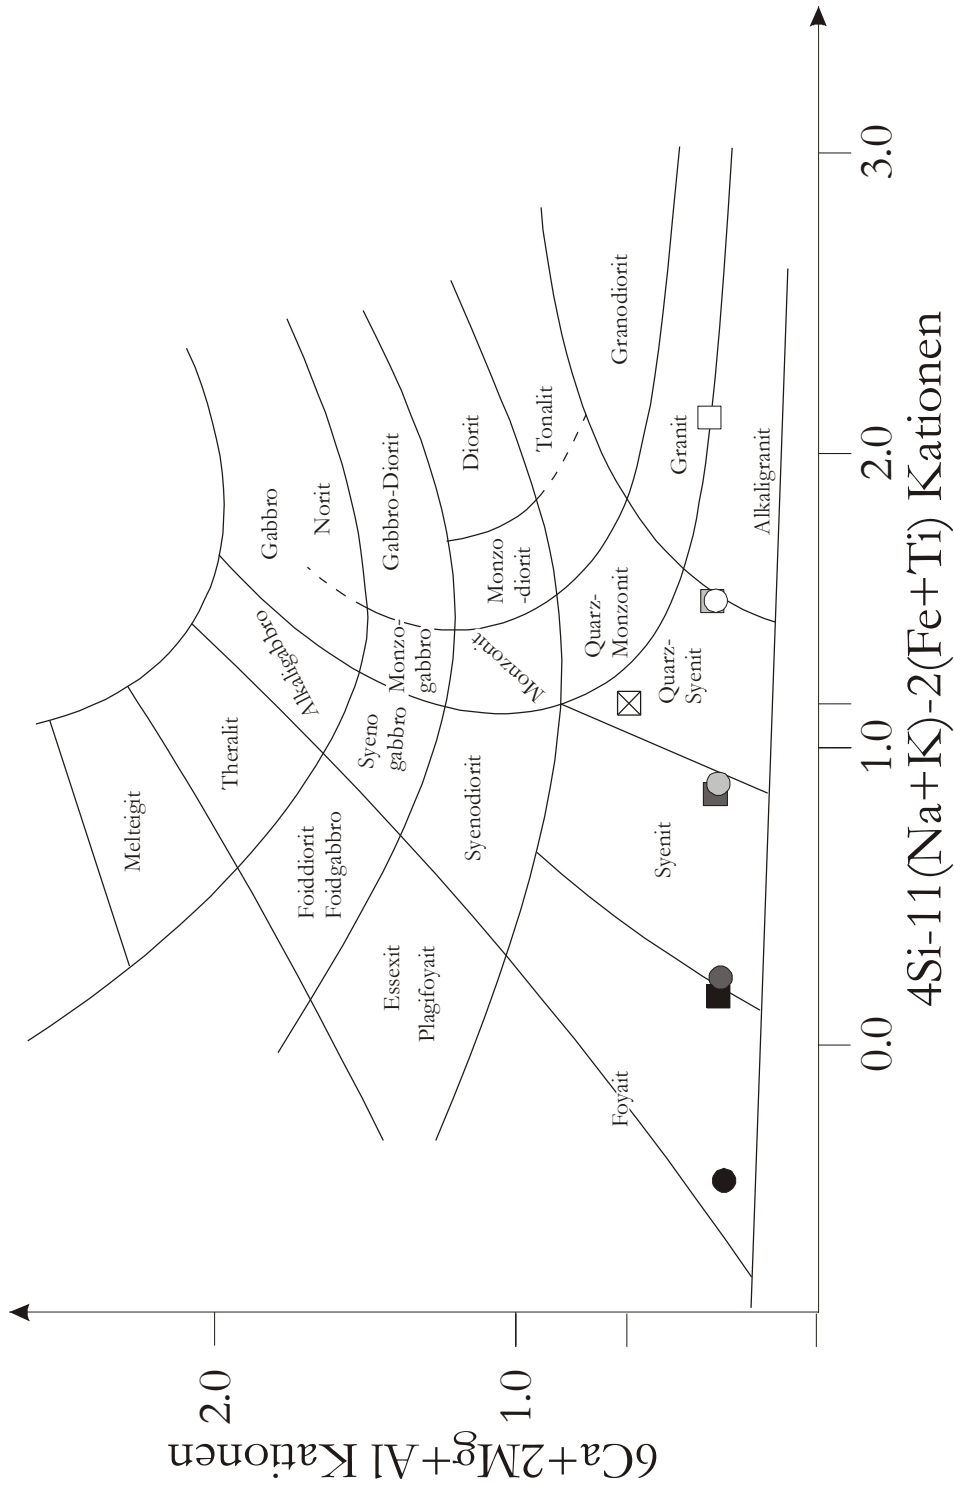 Melteigit
Theralit
Alkaligabbro
Gabbro
Norit
Foiddiorit
Foidgabbro
Syeno
gabbro
Monzo-
gabbro
Gabbro-Diorit
Essexit
Plagifoyait
Syenodiorit
Monzonit
Monzo
-diorit
Diorit
Tonalit
Foyait
Syenit
Quarz-
Syenit
Quarz-
Monzonit
Granit
Granodiorit
Alkaligranit
2.0
1.0
6Ca+2Mg+Al Kationen
0.0
1.0
2.0
3.0
4Si-11(Na+K)-2(Fe+Ti) Kationen